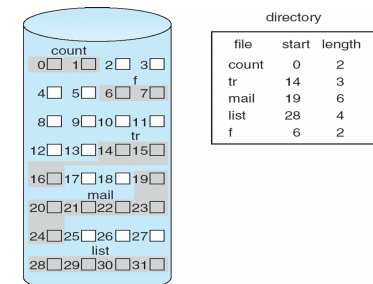 directory
count
0 1 2 3
f
4 5 6 7
8 9 10 11
tr
12 13 14 15
16 17 18 19
mail
20 21 22 23
24 25 26 27
list
28 29 30 31
file start length
count 0 2
tr 14 3
mail 19 6
list 28 4
f 6 2